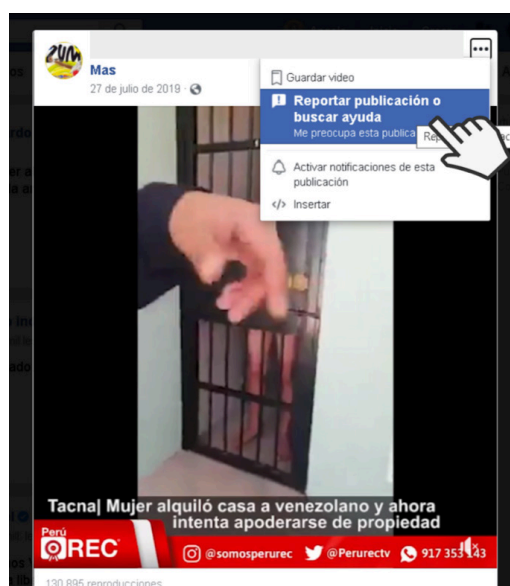 ZUM
Mas
27 de julio de 2019 ·
Guardar video
Reportar publicación o
buscar ayuda
Me preocupa esta publica
Activar notificaciones de esta
publicación
</> Insertar
Tacna| Mujer alquiló casa a venezolano y ahora
intenta apoderarse de propiedad
Perú
REC
@somosperurec
@Perurectv
917 353 143
130.895 reproducciones